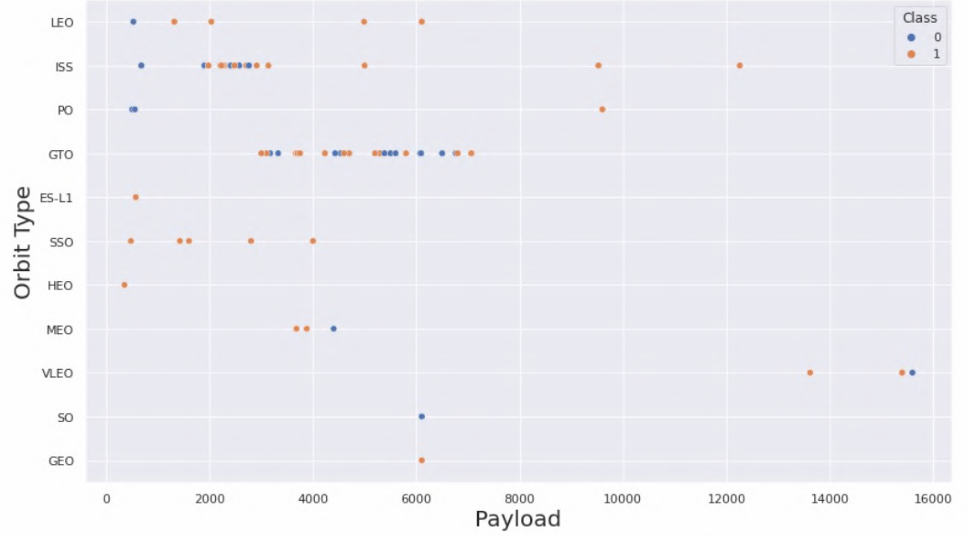 LEO
Class
0
1
ISS
PO
GTO
ES-L1
SSO
HEO
MEO
VLEO
SO
GEO
Orbit Type
0 2000 4000 6000 8000 10000 12000 14000 16000
Payload